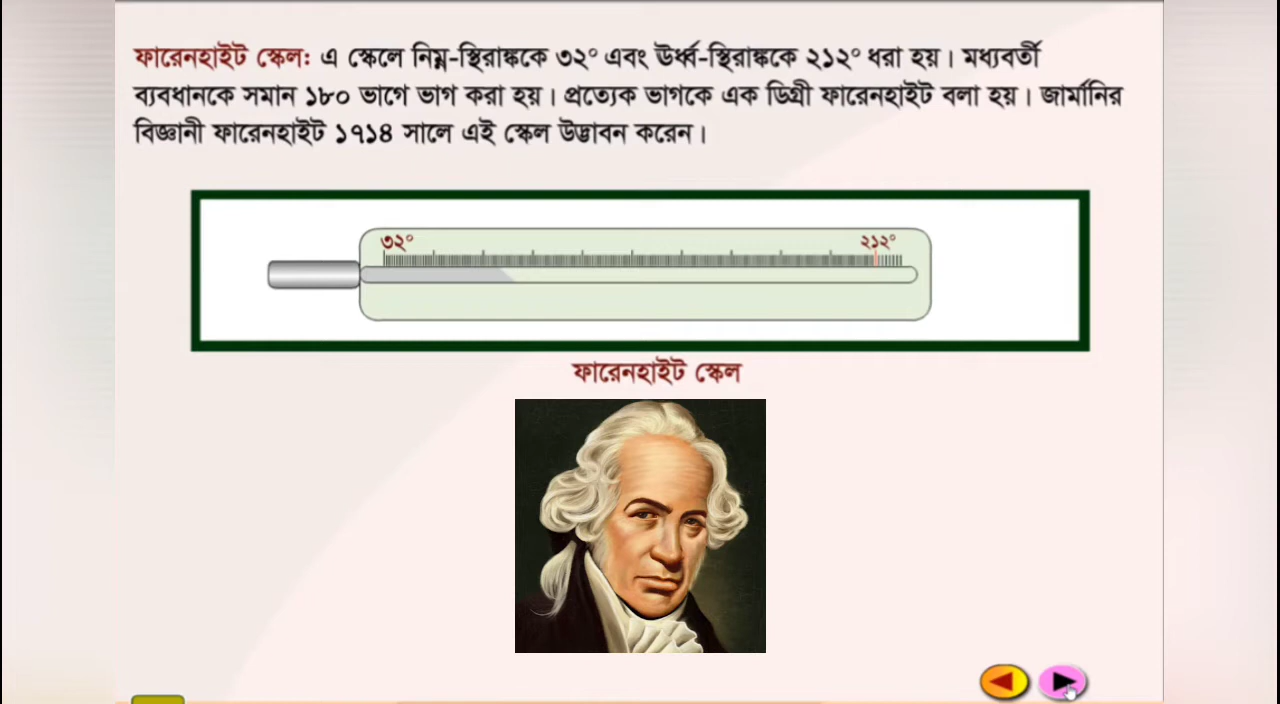 ফারেনহাইট স্কেল: এ স্কেলে নিম্ন-স্থিরাঙ্ককে ৩২° এবং ঊর্ধ্ব-স্থিরাঙ্ককে ২১২° ধরা হয়। মধ্যবর্তী
ব্যবধানকে সমান ১৮০ ভাগে ভাগ করা হয়। প্রত্যেক ভাগকে এক ডিগ্রী ফারেনহাইট বলা হয়। জার্মানির
বিজ্ঞানী ফারেনহাইট ১৭১৪ সালে এই স্কেল উদ্ভাবন করেন।
৩২° ২১২°
ফারেনহাইট স্কেল